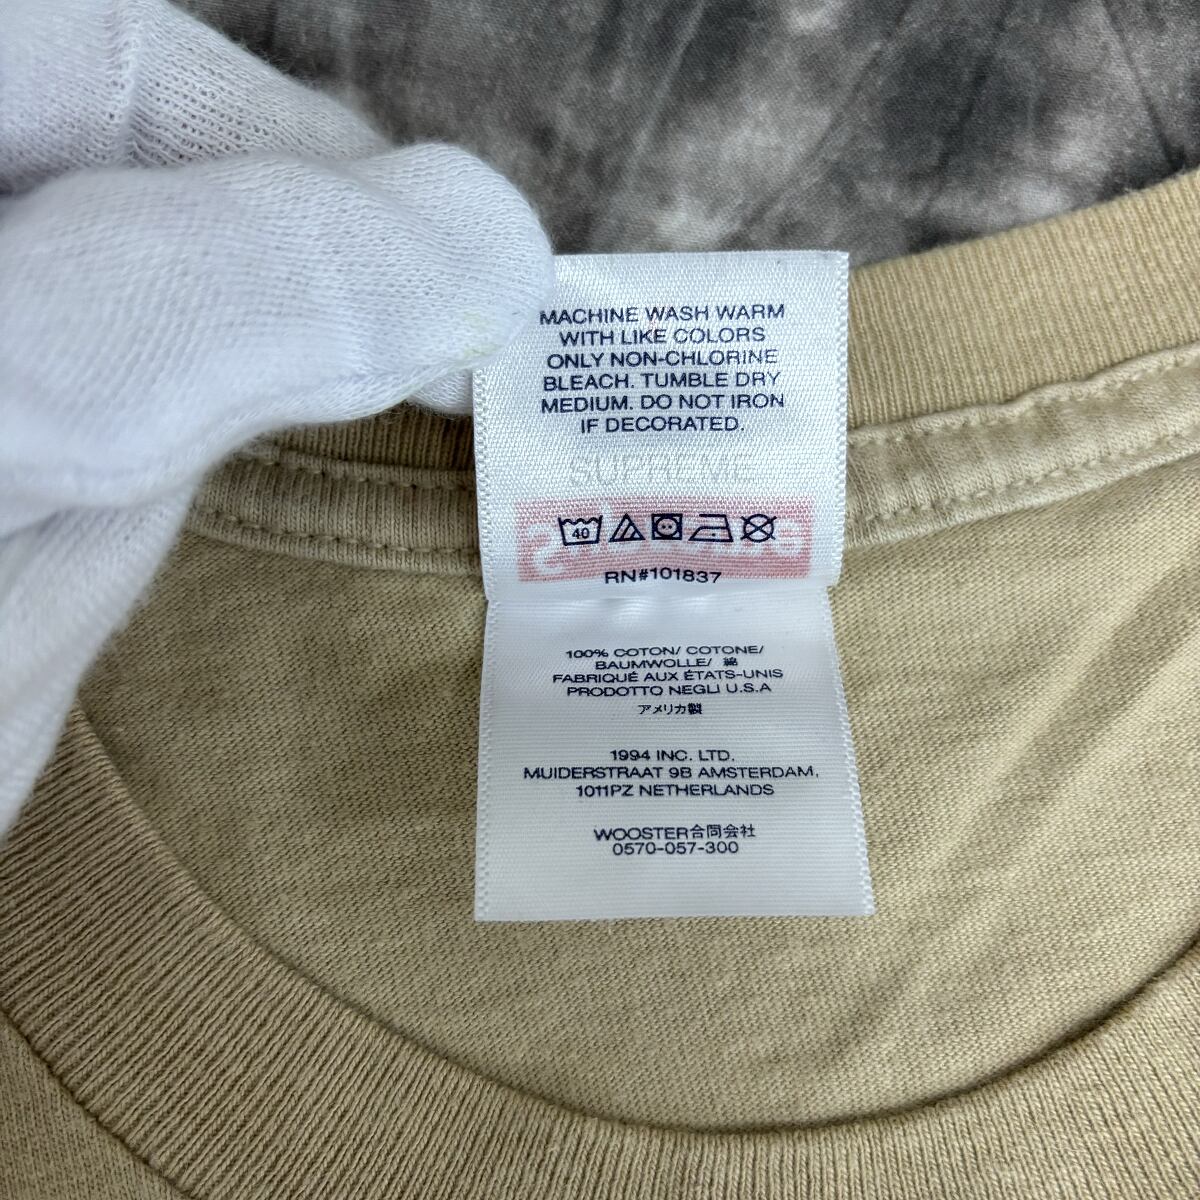 MACHINE WASH WARM
WITH LIKE COLORS
ONLY NON-CHLORINE
BLEACH. TUMBLE DRY
MEDIUM. DO NOT IRON
IF DECORATED.
SUPREME
40
RN#101837
100% COTON/ COTONE/
BAUMWOLLE/ 綿
FABRIQUÉ AUX ÉTATS-UNIS
PRODOTTO NEGLI U.S.A
アメリカ製
1994 INC. LTD.
MUIDERSTRAAT 9B AMSTERDAM,
1011PZ NETHERLANDS
WOOSTER合同会社
0570-057-300